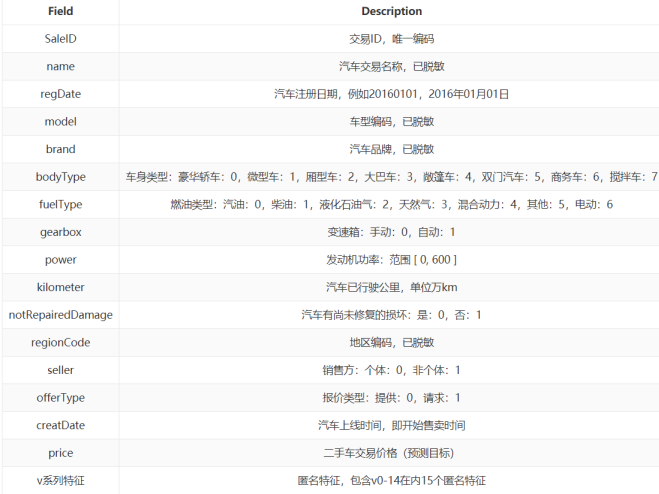 Field Description
SaleID 交易ID，唯一编码
name 汽车交易名称，已脱敏
regDate 汽车注册日期，例如20160101，2016年01月01日
model 车型编码，已脱敏
brand 汽车品牌，已脱敏
bodyType 车身类型：豪华轿车：0，微型车：1，厢型车：2，大巴车：3，敞篷车：4，双门汽车：5，商务车：6，搅拌车：7
fuelType 燃油类型：汽油：0，柴油：1，液化石油气：2，天然气：3，混合动力：4，其他：5，电动：6
gearbox 变速箱：手动：0，自动：1
power 发动机功率：范围 [ 0, 600 ]
kilometer 汽车已行驶公里，单位万km
notRepairedDamage 汽车有尚未修复的损坏：是：0，否：1
regionCode 地区编码，已脱敏
seller 销售方：个体：0，非个体：1
offerType 报价类型：提供：0，请求：1
creatDate 汽车上线时间，即开始售卖时间
price 二手车交易价格（预测目标）
v系列特征 匿名特征，包含v0-14在内15个匿名特征